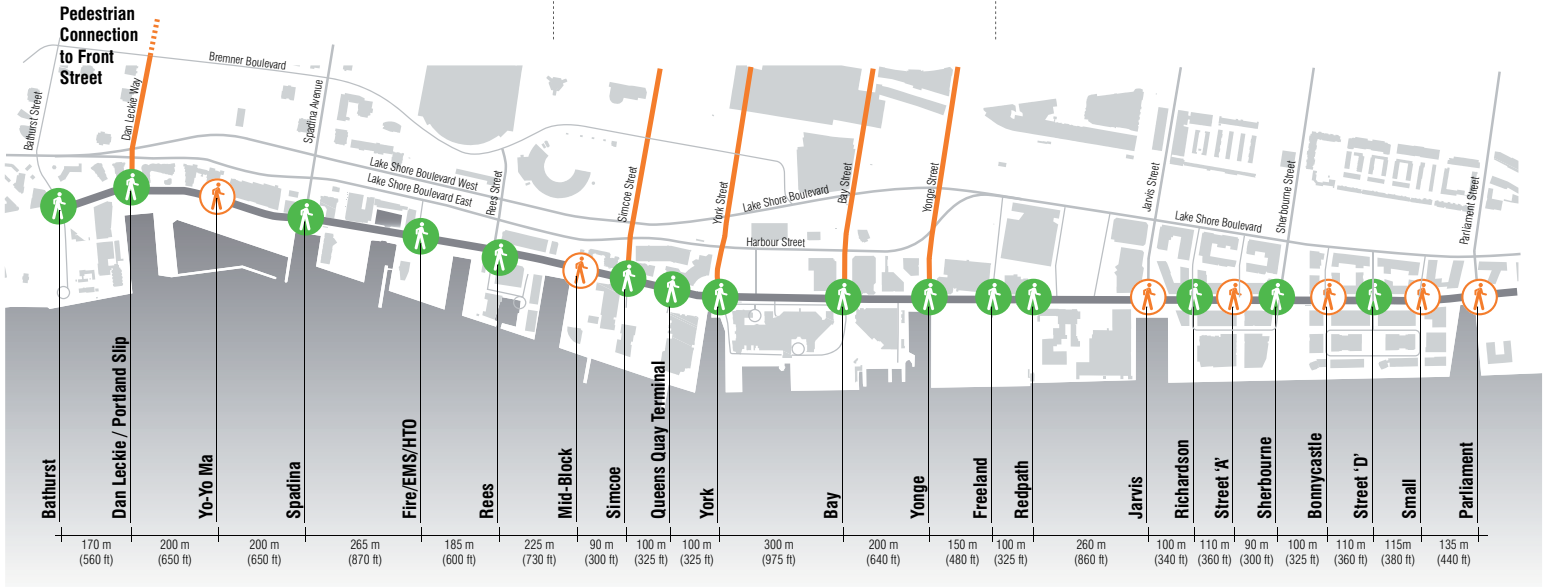 Pedestrian
Connection
to Front
Street
Bremner Boulevard
Bathurst Street
Dan Leckie Way
Spadina Avenue
Lake Shore Boulevard West
Lake Shore Boulevard East
Rees Street
Simcoe Street
York Street
Lake Shore Boulevard
Harbour Street
Bay Street
Yonge Street
Jarvis Street
Lake Shore Boulevard
Sherbourne Street
Parliament Street
Bathurst
Dan Leckie / Portland Slip
Yo-Yo Ma
Spadina
Fire/EMS/HTO
Rees
Mid-Block
Simcoe
Queens Quay Terminal
York
Bay
Yonge
Freeland
Redpath
Jarvis
Richardson
Street ‘A’
Sherbourne
Bonnycastle
Street ‘D’
Small
Parliament
170 m
(560 ft)
200 m
(650 ft)
200 m
(650 ft)
265 m
(870 ft)
185 m
(600 ft)
225 m
(730 ft)
90 m
(300 ft)
100 m
(325 ft)
100 m
(325 ft)
300 m
(975 ft)
200 m
(640 ft)
150 m
(480 ft)
100 m
(325 ft)
260 m
(860 ft)
100 m
(340 ft)
110 m
(360 ft)
90 m
(300 ft)
100 m
(325 ft)
110 m
(360 ft)
115m
(380 ft)
135 m
(440 ft)